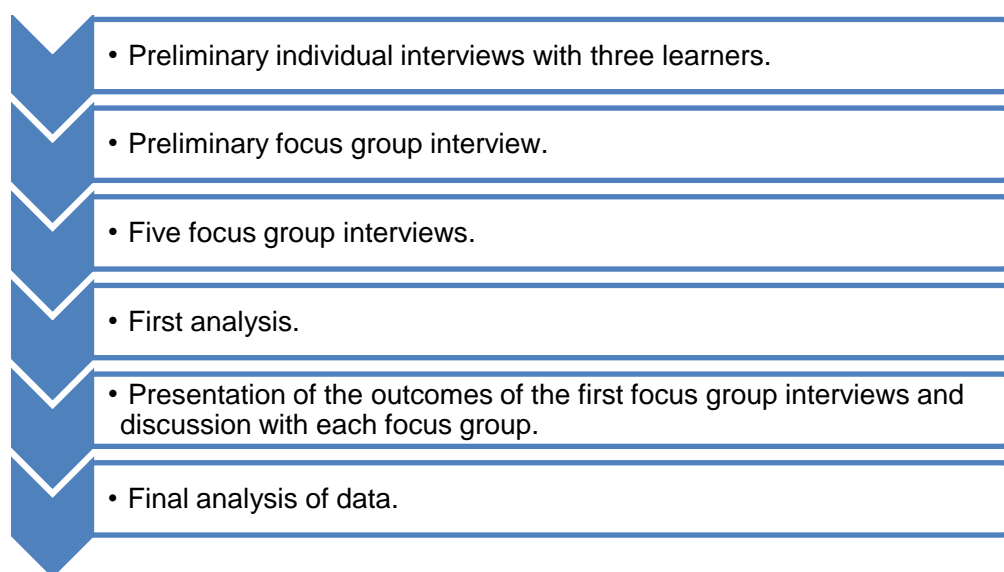 • Preliminary individual interviews with three learners.
• Preliminary focus group interview.
• Five focus group interviews.
• First analysis.
• Presentation of the outcomes of the first focus group interviews and
discussion with each focus group.
• Final analysis of data.